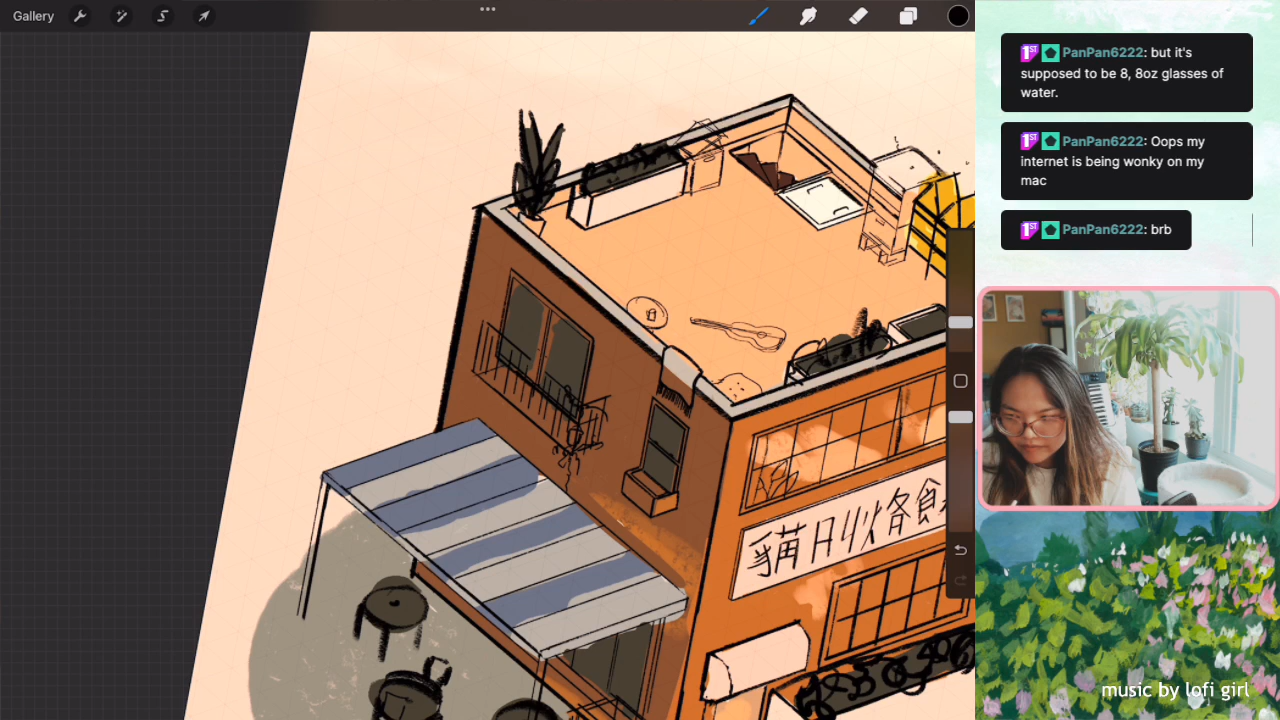 Gallery
PanPan6222: but it's
supposed to be 8, 8oz glasses of
water.
PanPan6222: Oops my
internet is being wonky on my
mac
PanPan6222: brb
music by lofi girl